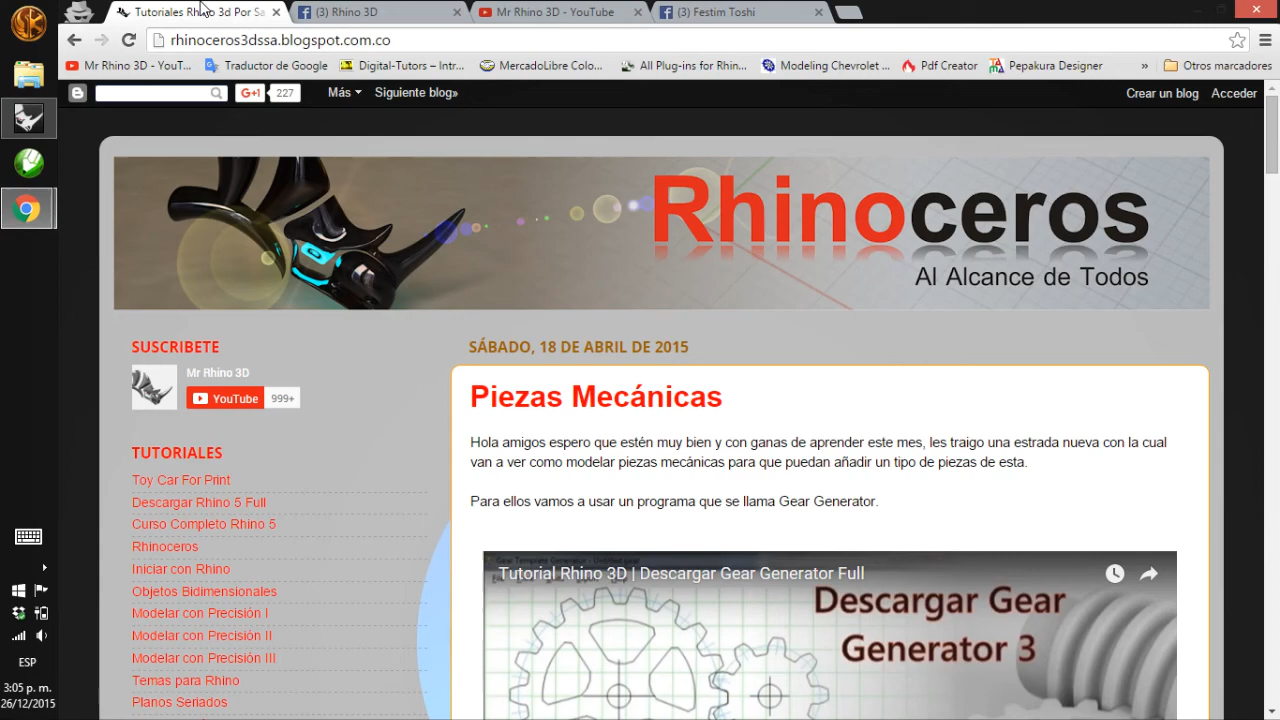 Tutoriales Rhino 3d Por Sa
(3) Rhino 3D
Mr Rhino 3D - YouTube
(3) Festim Toshi
rhinoceros3dssa.blogspot.com.co
Mr Rhino 3D - YouT...
Traductor de Google
Digital-Tutors – Intr...
MercadoLibre Colo...
All Plug-ins for Rhin...
Modeling Chevrolet ...
Pdf Creator
Pepakura Designer
»
Otros marcadores
G+1
227
Más
Siguiente blog»
Crear un blog
Acceder
Rhinoceros
Al Alcance de Todos
SUSCRIBETE
Mr Rhino 3D
YouTube
999+
TUTORIALES
Toy Car For Print
Descargar Rhino 5 Full
Curso Completo Rhino 5
Rhinoceros
Iniciar con Rhino
Objetos Bidimensionales
Modelar con Precisión I
Modelar con Precisión II
Modelar con Precisión III
Temas para Rhino
Planos Seriados
SÁBADO, 18 DE ABRIL DE 2015
Piezas Mecánicas
Hola amigos espero que estén muy bien y con ganas de aprender este mes, les traigo una estrada nueva con la cual
van a ver como modelar piezas mecánicas para que puedan añadir un tipo de piezas de esta.
Para ellos vamos a usar un programa que se llama Gear Generator.
Tutorial Rhino 3D | Descargar Gear Generator Full
Descargar Gear
Generator 3
ESP
3:05 p. m.
26/12/2015